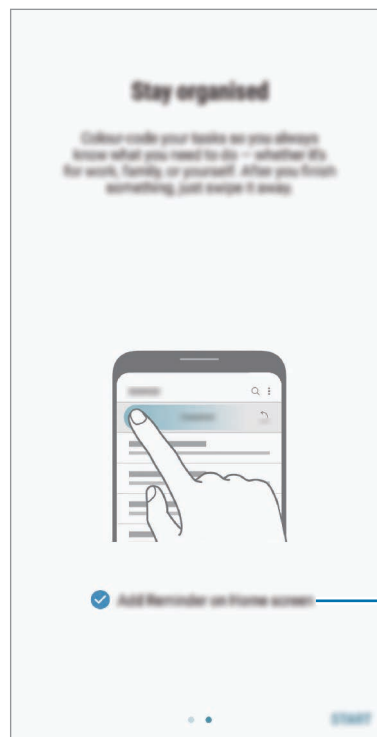 Stay organised
Colour-code your tasks so you always
know what you need to do – whether it's
for work, family, or yourself. After you finish
something, just swipe it away.
Add Reminder on Home screen
START